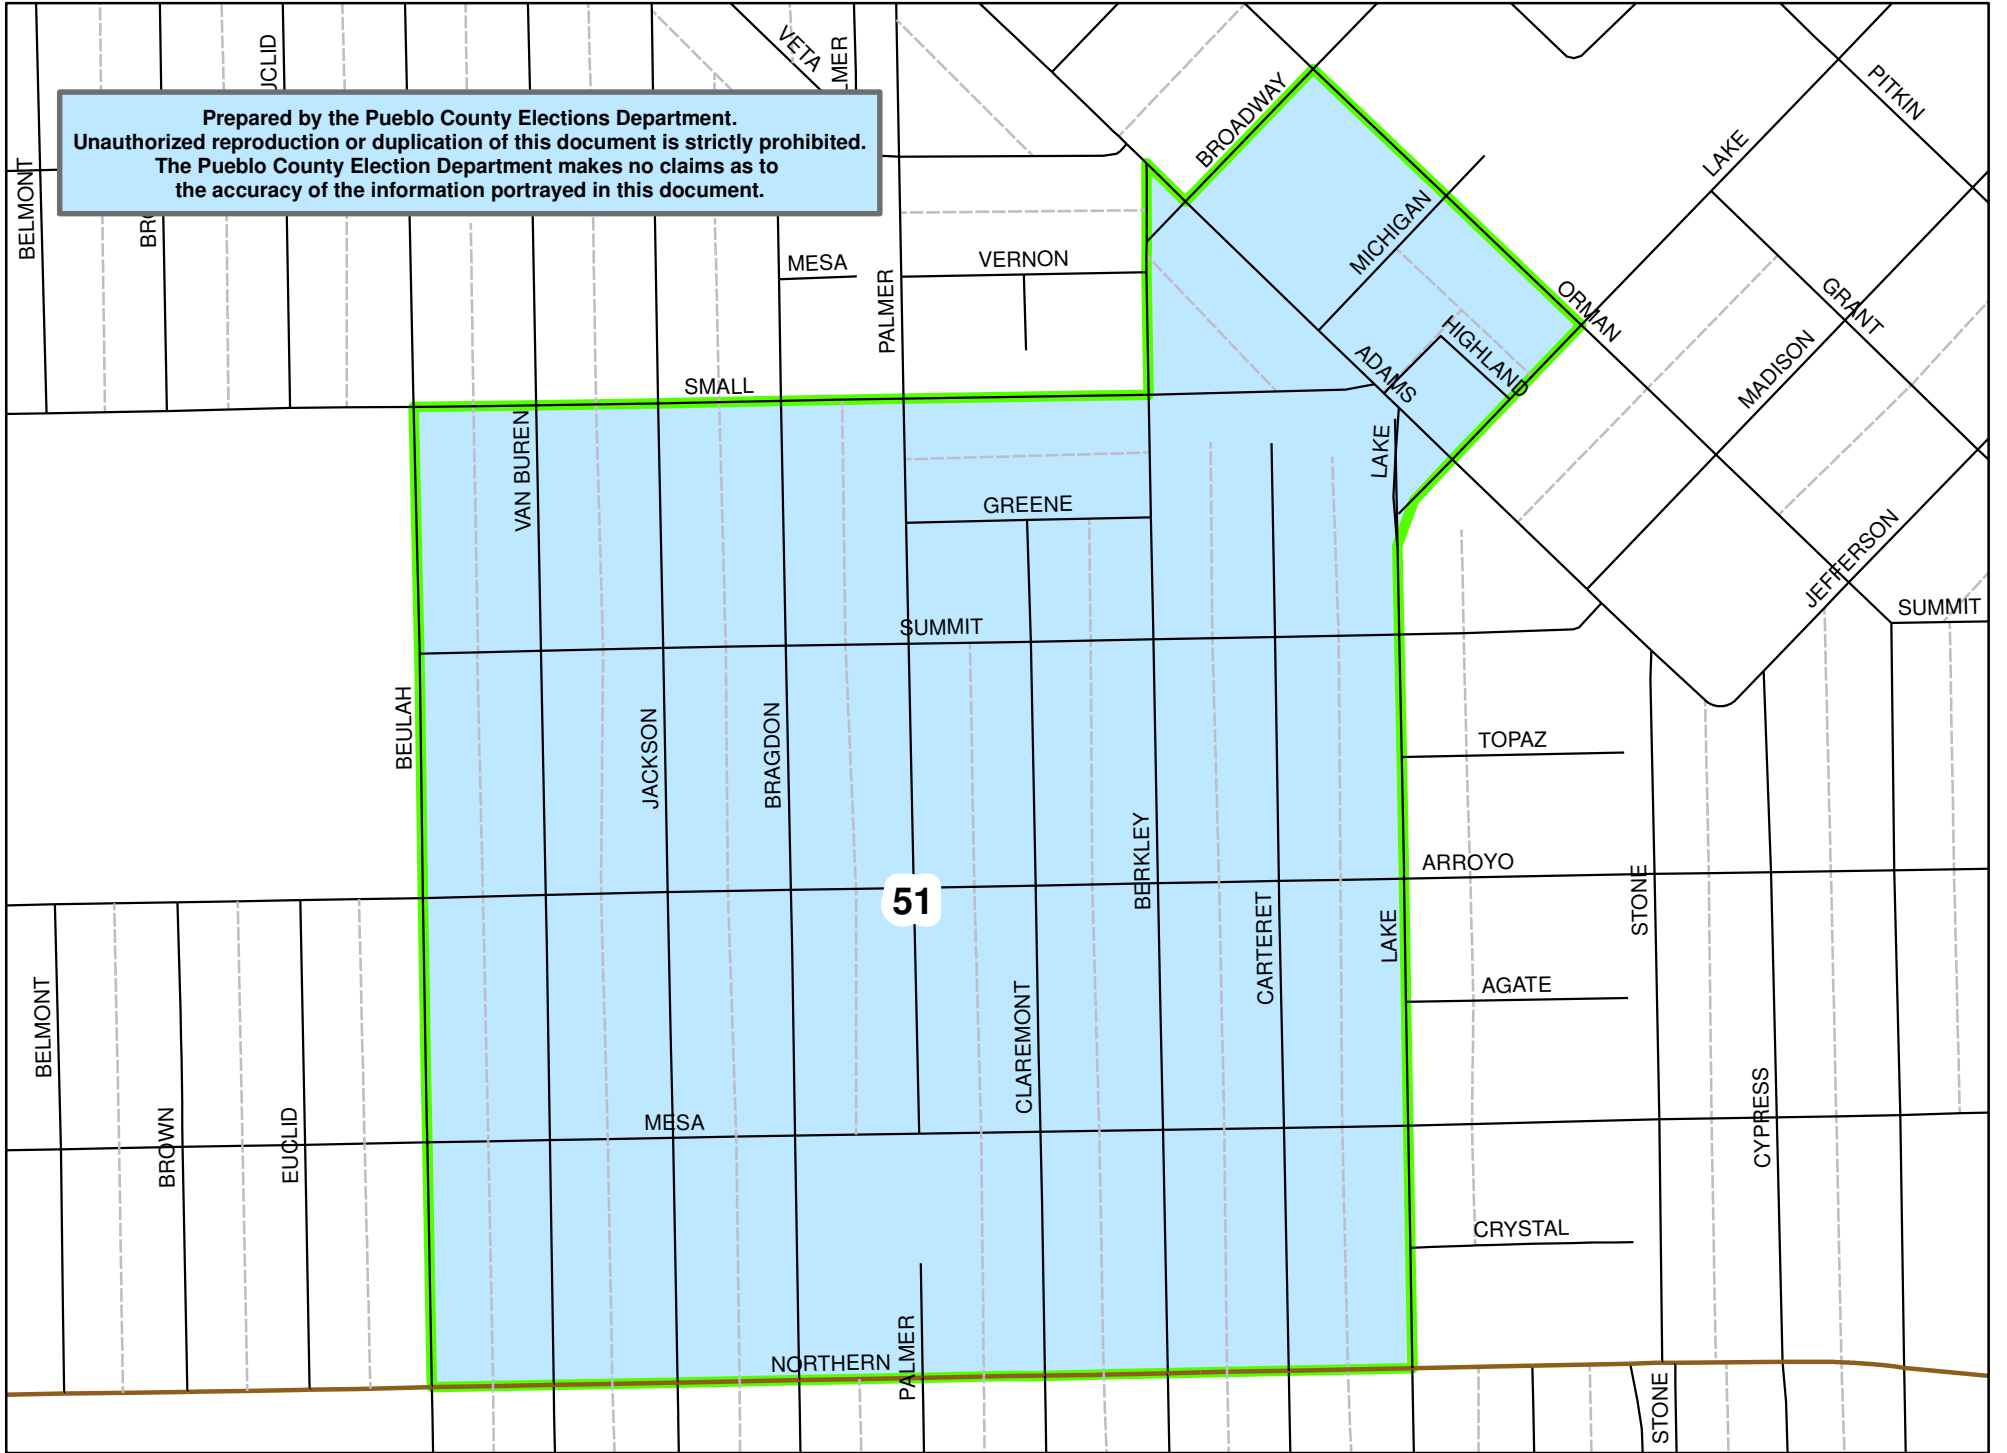 VETA
LMER
UCLID
PITKIN
BROADWAY
Prepared by the Pueblo County Elections Department.
Unauthorized reproduction or duplication of this document is strictly prohibited.
The Pueblo County Election Department makes no claims as to
the accuracy of the information portrayed in this document.
LAKE
BELMONT
BRO
MICHIGAN
MESA
VERNON
PALMER
ORMAN
GRANT
HIGHLAND
MADISON
ADAMS
SMALL
VAN BUREN
LAKE
GREENE
JEFFERSON
SUMMIT
SUMMIT
BEULAH
JACKSON
BRAGDON
TOPAZ
BERKLEY
ARROYO
51
STONE
CARTERET
LAKE
AGATE
BELMONT
CLAREMONT
MESA
BROWN
EUCLID
CYPRESS
CRYSTAL
NORTHERN
PALMER
STONE